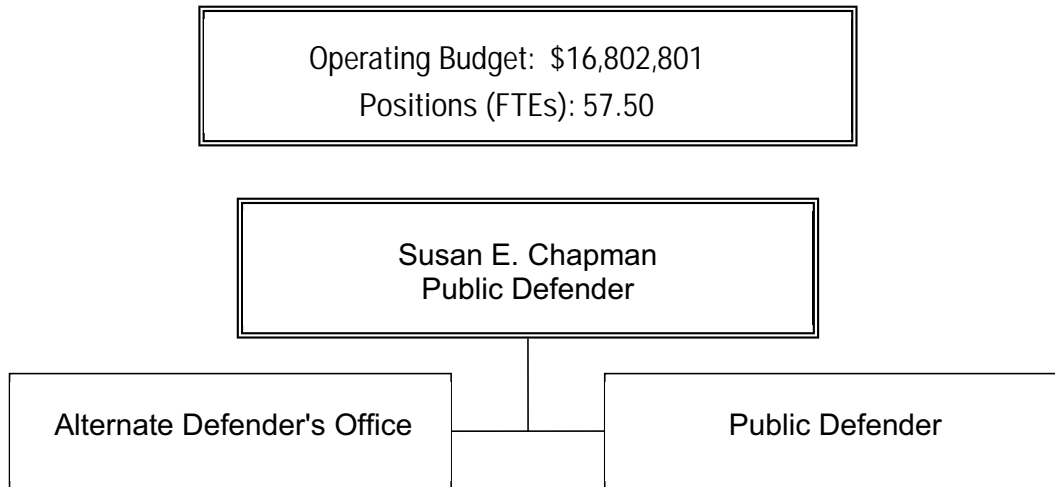 Operating Budget:  $16,802,801
Positions (FTEs): 57.50
Susan E. Chapman
Public Defender
Alternate Defender's Office
Public Defender